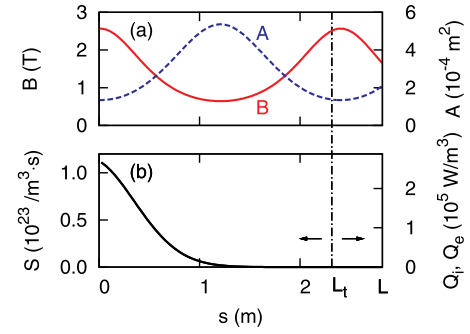 3
2
1
0
B (T)
(a)
A
B
6
4
2
0
A (10⁻⁴ m²)
1.0
0.5
0.0
S (10²³ /m³·s)
(b)
2
1
0
Qᵢ, Qₑ (10⁵ W/m³)
0 1 2 Lₜ L
s (m)